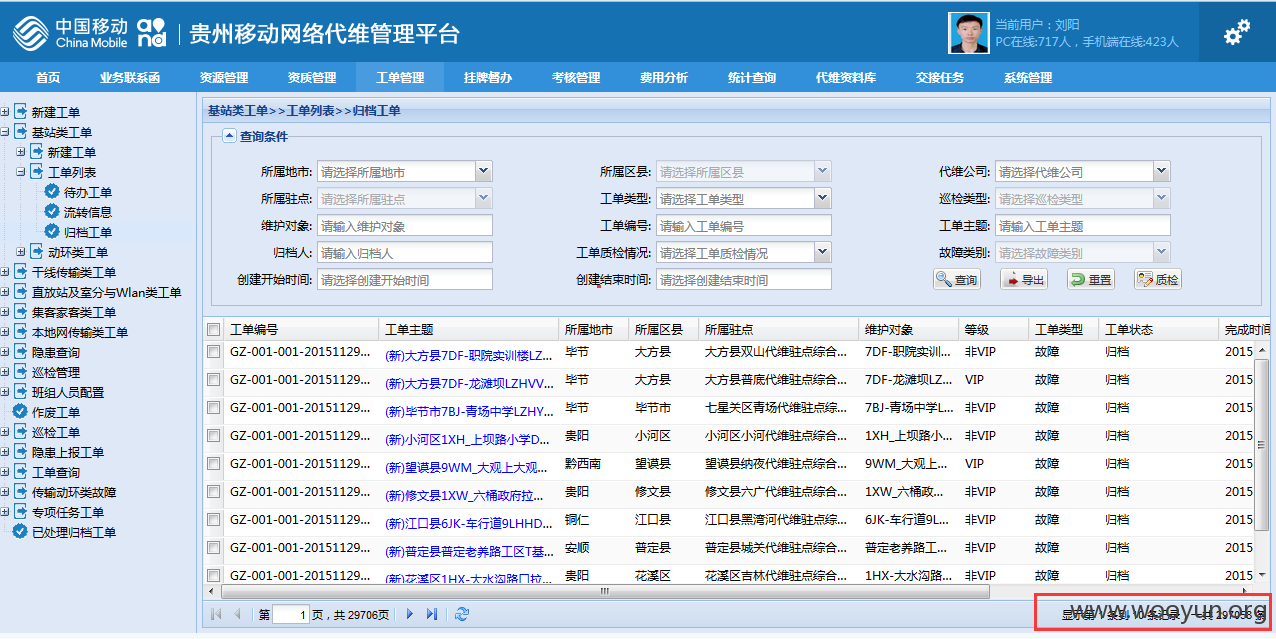 中国移动
China Mobile
and
贵州移动网络代维管理平台
当前用户：刘阳
PC在线:717人，手机端在线:423人
首页 业务联系函 资源管理 资质管理 工单管理 挂牌督办 考核管理 费用分析 统计查询 代维资料库 交接任务 系统管理
新建工单
基站类工单
新建工单
工单列表
待办工单
流转信息
归档工单
动环类工单
干线传输类工单
直放站及室分与Wlan类工单
集客家客类工单
本地网传输类工单
隐患查询
巡检管理
班组人员配置
作废工单
巡检工单
隐患上报工单
工单查询
传输动环类故障
专项任务工单
已处理归档工单
基站类工单>>工单列表>>归档工单
查询条件
所属地市: 请选择所属地市 所属区县: 请选择所属区县 代维公司: 请选择代维公司
所属驻点: 请选择所属驻点 工单类型: 请选择工单类型 巡检类型: 请选择巡检类型
维护对象: 请输入维护对象 工单编号: 请输入工单编号 工单主题: 请输入工单主题
归档人: 请输入归档人 工单质检情况: 请选择工单质检情况 故障类别: 请选择故障类别
创建开始时间: 请选择创建开始时间 创建结束时间: 请选择创建结束时间 查询 导出 重置 质检
工单编号 工单主题 所属地市 所属区县 所属驻点 维护对象 等级 工单类型 工单状态 完成时间
GZ-001-001-20151129... (新)大方县7DF-职院实训楼LZ... 毕节 大方县 大方县双山代维驻点综合... 7DF-职院实训... 非VIP 故障 归档 2015
GZ-001-001-20151129... (新)大方县7DF-龙滩坝LZHVV... 毕节 大方县 大方县普底代维驻点综合... 7DF-龙滩坝LZ... VIP 故障 归档 2015
GZ-001-001-20151129... (新)毕节市7BJ-青场中学LZHY... 毕节 毕节市 七星关区青场代维驻点综... 7BJ-青场中学L... 非VIP 故障 归档 2015
GZ-001-001-20151129... (新)小河区1XH_上坝路小学D... 贵阳 小河区 小河区小河代维驻点综合... 1XH_上坝路小... 非VIP 故障 归档 2015
GZ-001-001-20151129... (新)望谟县9WM_大观上大观... 黔西南 望谟县 望谟县纳夜代维驻点综合... 9WM_大观上... VIP 故障 归档 2015
GZ-001-001-20151129... (新)修文县1XW_六桶政府拉... 贵阳 修文县 修文县六广代维驻点综合... 1XW_六桶政... 非VIP 故障 归档 2015
GZ-001-001-20151129... (新)江口县6JK-车行道9LHHD... 铜仁 江口县 江口县黑湾河代维驻点综... 6JK-车行道9L... 非VIP 故障 归档 2015
GZ-001-001-20151129... (新)普定县普定老养路工区T基... 安顺 普定县 普定县城关代维驻点综合... 普定老养路工... 非VIP 故障 归档 2015
GZ-001-001-20151129... (新)花溪区1HX-大水沟路口拉... 贵阳 花溪区 花溪区吉林代维驻点综合... 1HX-大水沟路... 非VIP 故障 归档 2015
第 1 页，共 29706页
显示第 1 条到 10 条记录，一共 297058 条
www.wooyun.org